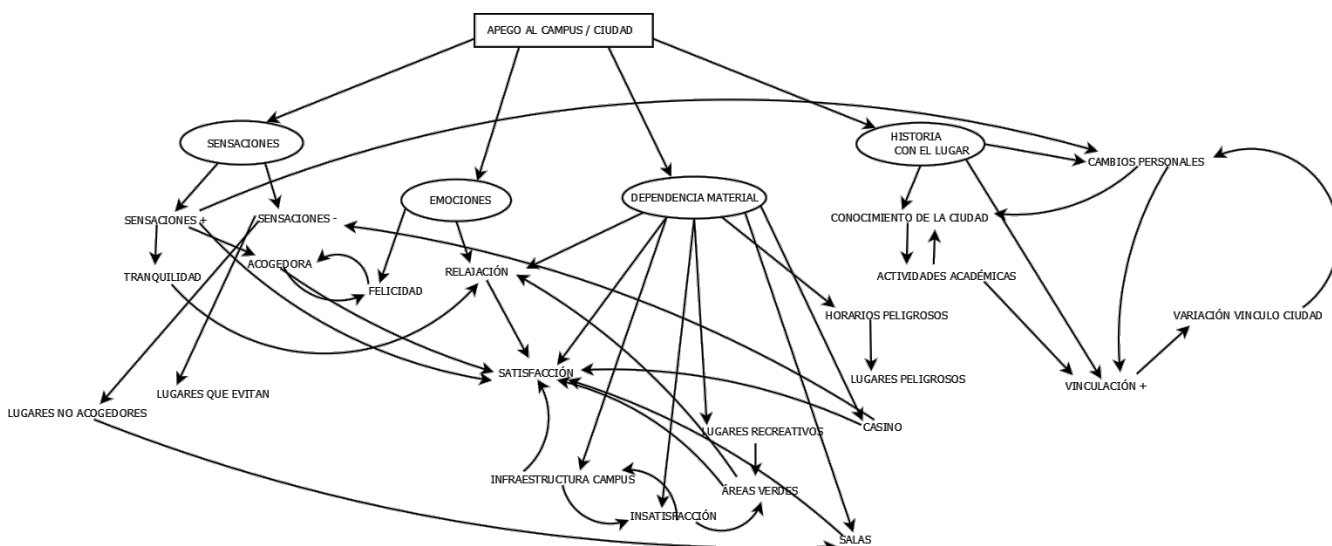 APEGO AL CAMPUS / CIUDAD
SENSACIONES
HISTORIA
CON EL LUGAR
CAMBIOS PERSONALES
EMOCIONES
DEPENDENCIA MATERIAL
SENSACIONES +
SENSACIONES -
CONOCIMIENTO DE LA CIUDAD
TRANQUILIDAD
ACOGEDORA
FELICIDAD
RELAJACIÓN
ACTIVIDADES ACADÉMICAS
HORARIOS PELIGROSOS
VARIACIÓN VINCULO CIUDAD
SATISFACCIÓN
LUGARES PELIGROSOS
VINCULACIÓN +
LUGARES QUE EVITAN
LUGARES NO ACOGEDORES
LUGARES RECREATIVOS
CASINO
INFRAESTRUCTURA CAMPUS
ÁREAS VERDES
INSATISFACCIÓN
SALAS